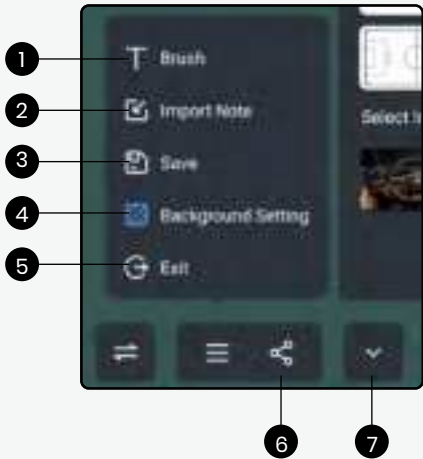 1 Brush
2 Import Note
Select I
3 Save
4 Background Setting
5 Exit
6 7